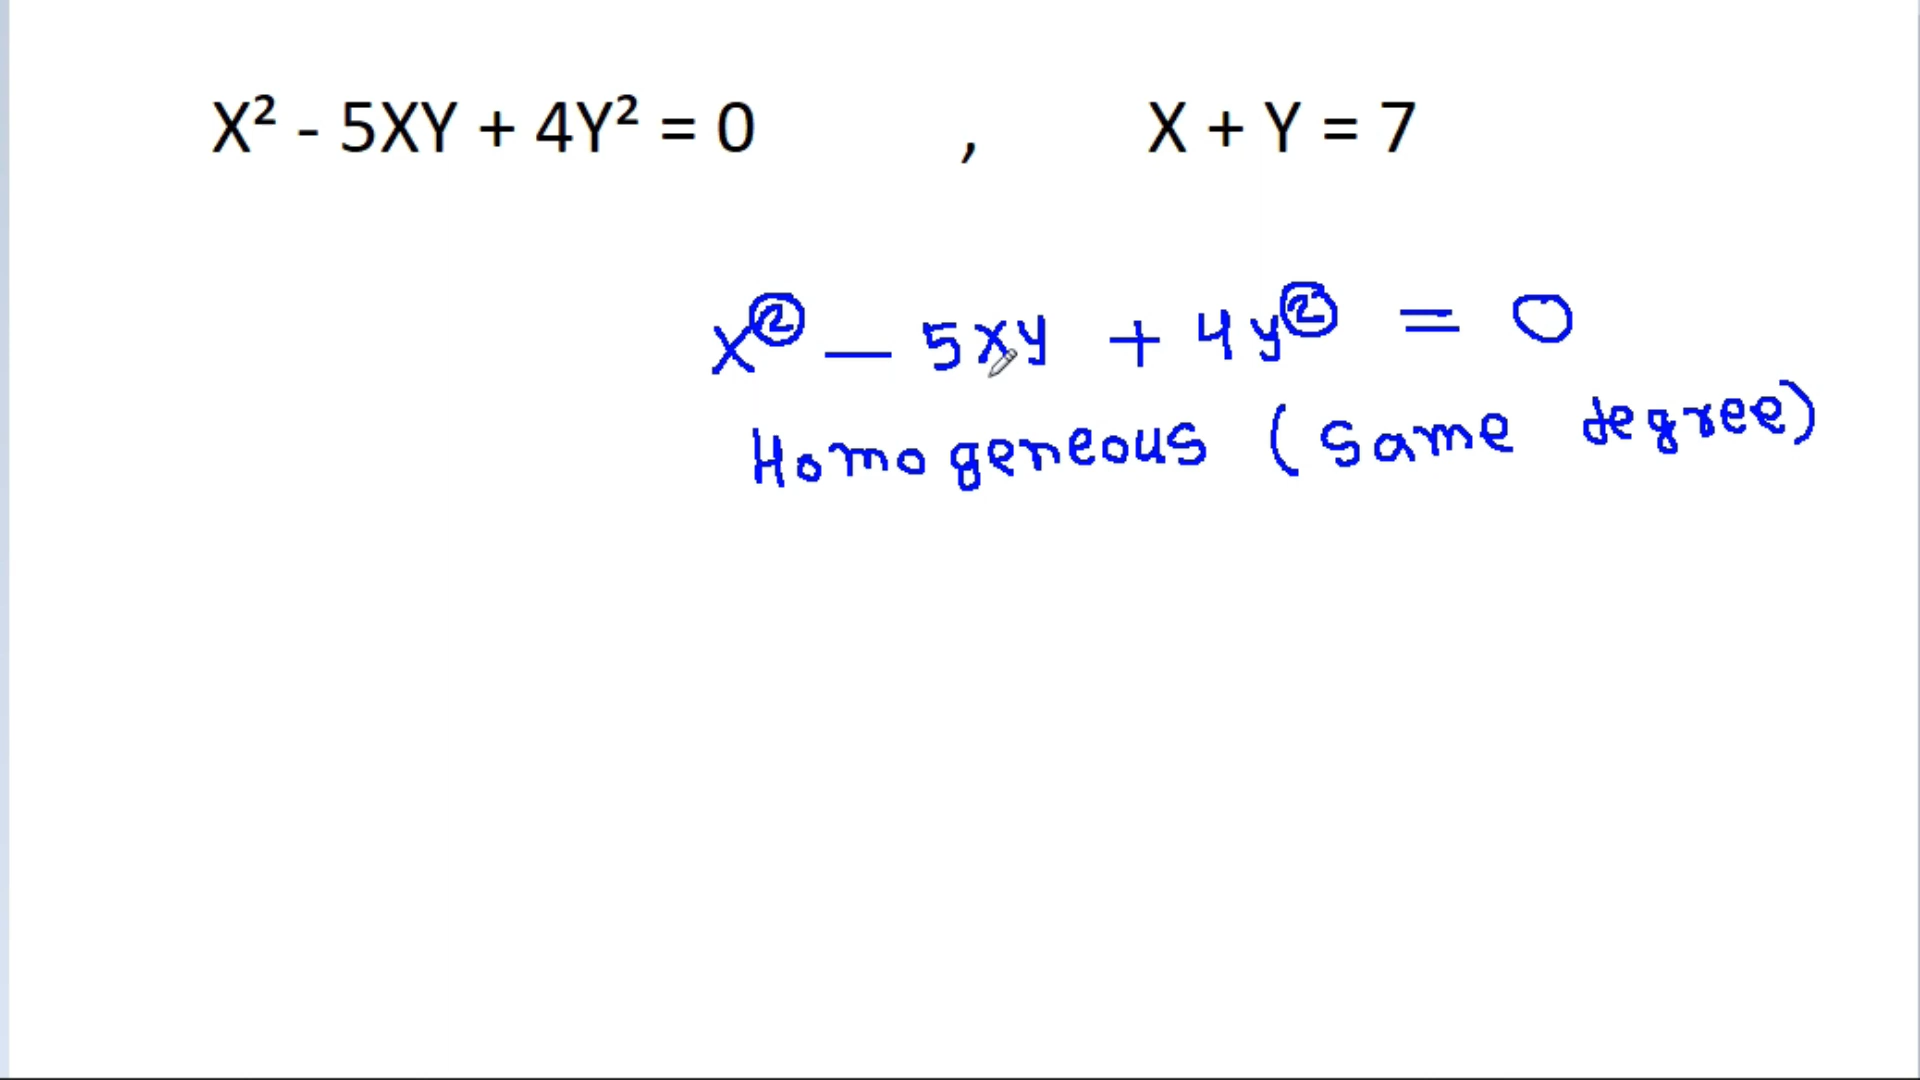 X² - 5XY + 4Y² = 0 , X + Y = 7
x² - 5xy + 4y² = 0
Homogeneous (Same degree)